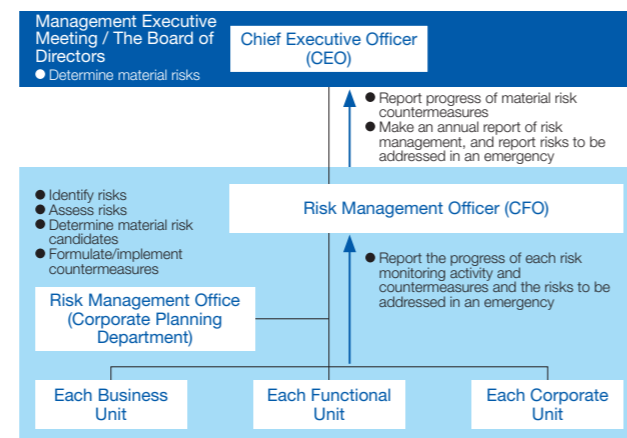 Management Executive
Meeting / The Board of
Directors
● Determine material risks
Chief Executive Officer
(CEO)
● Report progress of material risk
countermeasures
● Make an annual report of risk
management, and report risks to be
addressed in an emergency
● Identify risks
● Assess risks
● Determine material risk
candidates
● Formulate/implement
countermeasures
Risk Management Officer (CFO)
● Report the progress of each risk
monitoring activity and
countermeasures and the risks to be
addressed in an emergency
Risk Management Office
(Corporate Planning
Department)
Each Business
Unit
Each Functional
Unit
Each Corporate
Unit